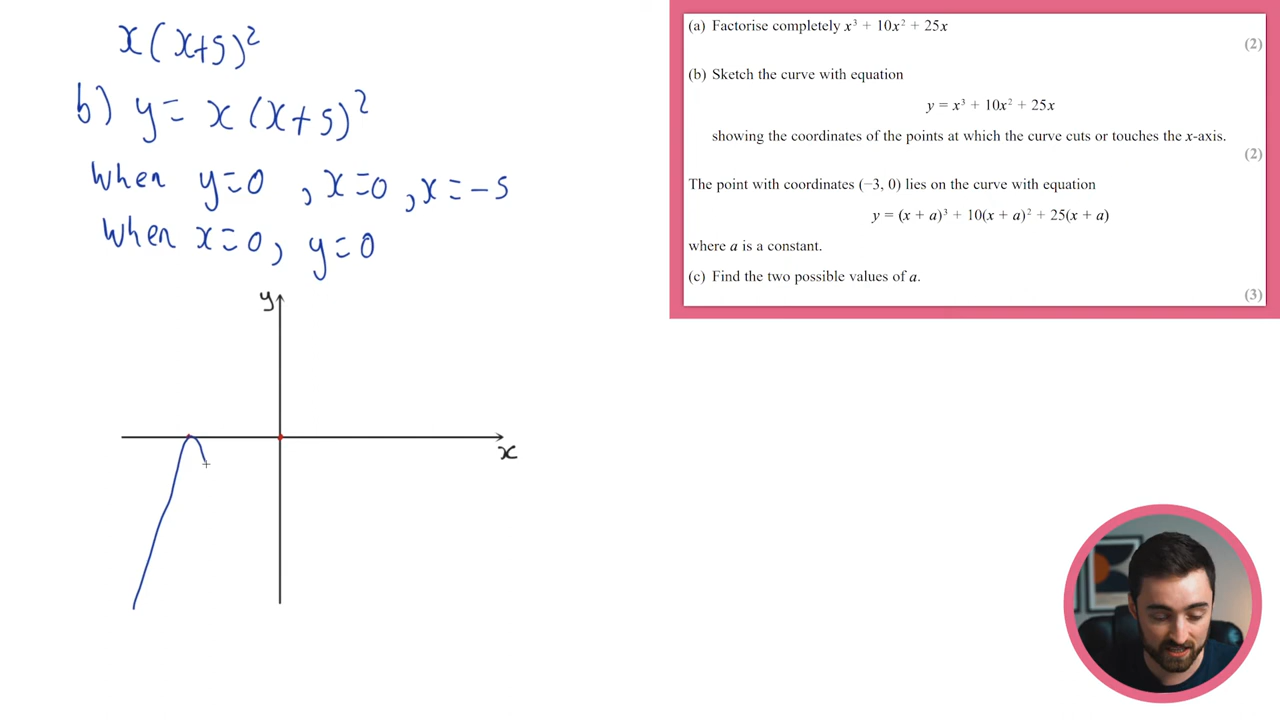 x(x+5)²
b) y = x(x+5)²
When y=0 , x=0 , x=-5
When x=0, y=0
y
x
(a) Factorise completely x³ + 10x² + 25x
(2)
(b) Sketch the curve with equation
y = x³ + 10x² + 25x
showing the coordinates of the points at which the curve cuts or touches the x-axis.
(2)
The point with coordinates (−3, 0) lies on the curve with equation
y = (x + a)³ + 10(x + a)² + 25(x + a)
where a is a constant.
(c) Find the two possible values of a.
(3)